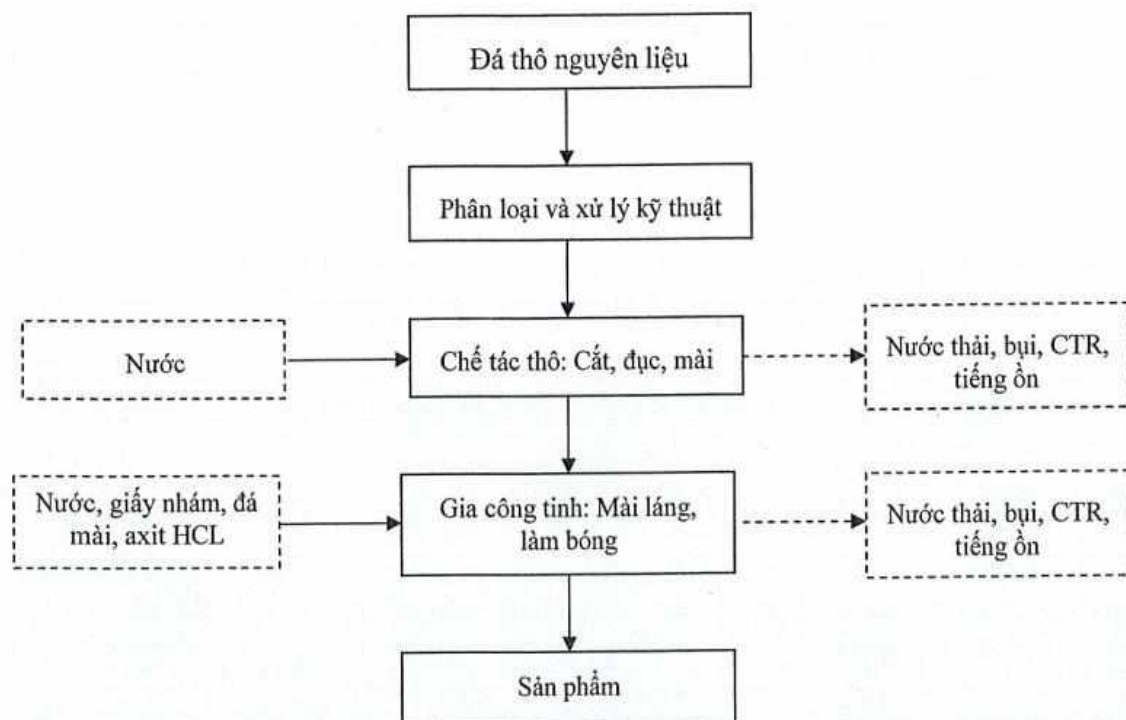 Đá thô nguyên liệu
Phân loại và xử lý kỹ thuật
Nước
Chế tác thô: Cắt, đục, mài
Nước thải, bụi, CTR,
tiếng ồn
Nước, giấy nhám, đá
mài, axit HCL
Gia công tinh: Mài láng,
làm bóng
Nước thải, bụi, CTR,
tiếng ồn
Sản phẩm